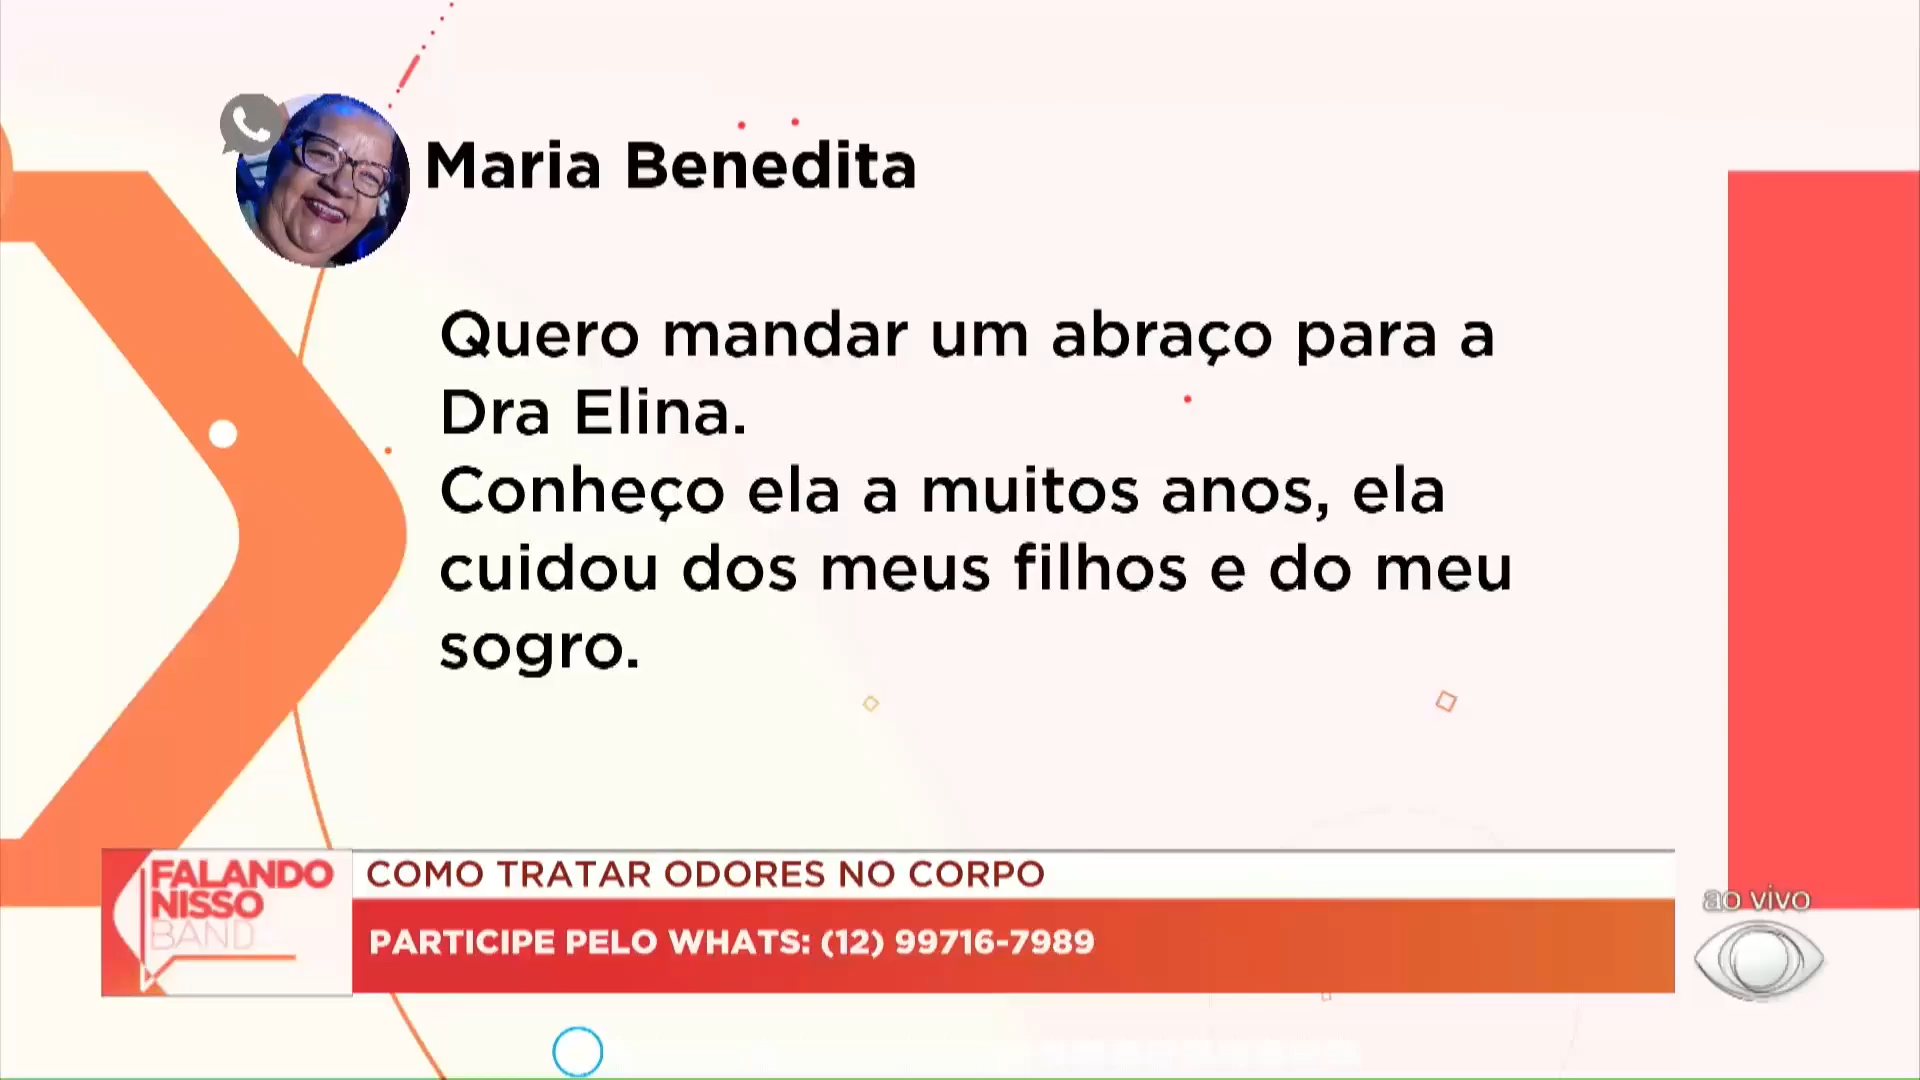 Maria Benedita
Quero mandar um abraço para a
Dra Elina.
Conheço ela a muitos anos, ela
cuidou dos meus filhos e do meu
sogro.
FALANDO
NISSO
BAND
COMO TRATAR ODORES NO CORPO
PARTICIPE PELO WHATS: (12) 99716-7989
ao vivo